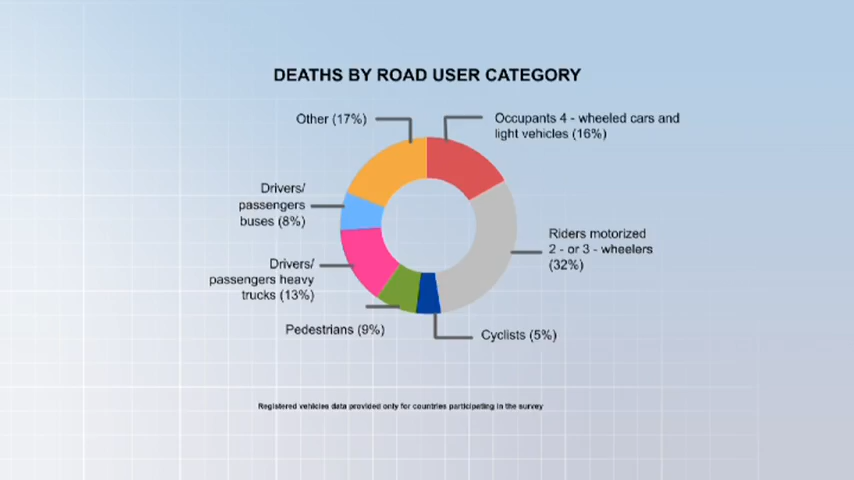 DEATHS BY ROAD USER CATEGORY
Other (17%)
Occupants 4 - wheeled cars and
light vehicles (16%)
Drivers/
passengers
buses (8%)
Riders motorized
2 - or 3 - wheelers
(32%)
Drivers/
passengers heavy
trucks (13%)
Pedestrians (9%)
Cyclists (5%)
Registered vehicles data provided only for countries participating in the survey